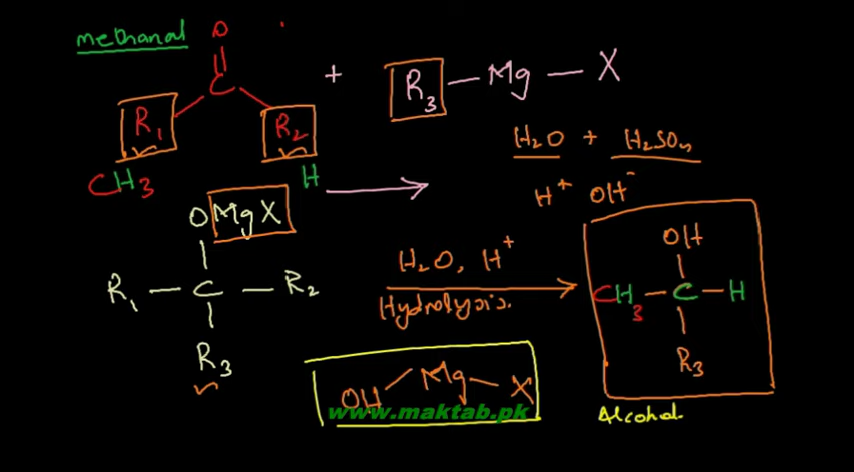 methanal
O
||
C
R₁ R₂ + R₃ — Mg — X
CH₃ H
H₂O + H₂SO₄
H⁺ OH⁻
OMgX
R₁ — C — R₂
R₃
H₂O, H⁺
Hydrolysis.
OH
CH₃ — C — H
R₃
OH — Mg — X
www.maktab.pk
Alcohol.